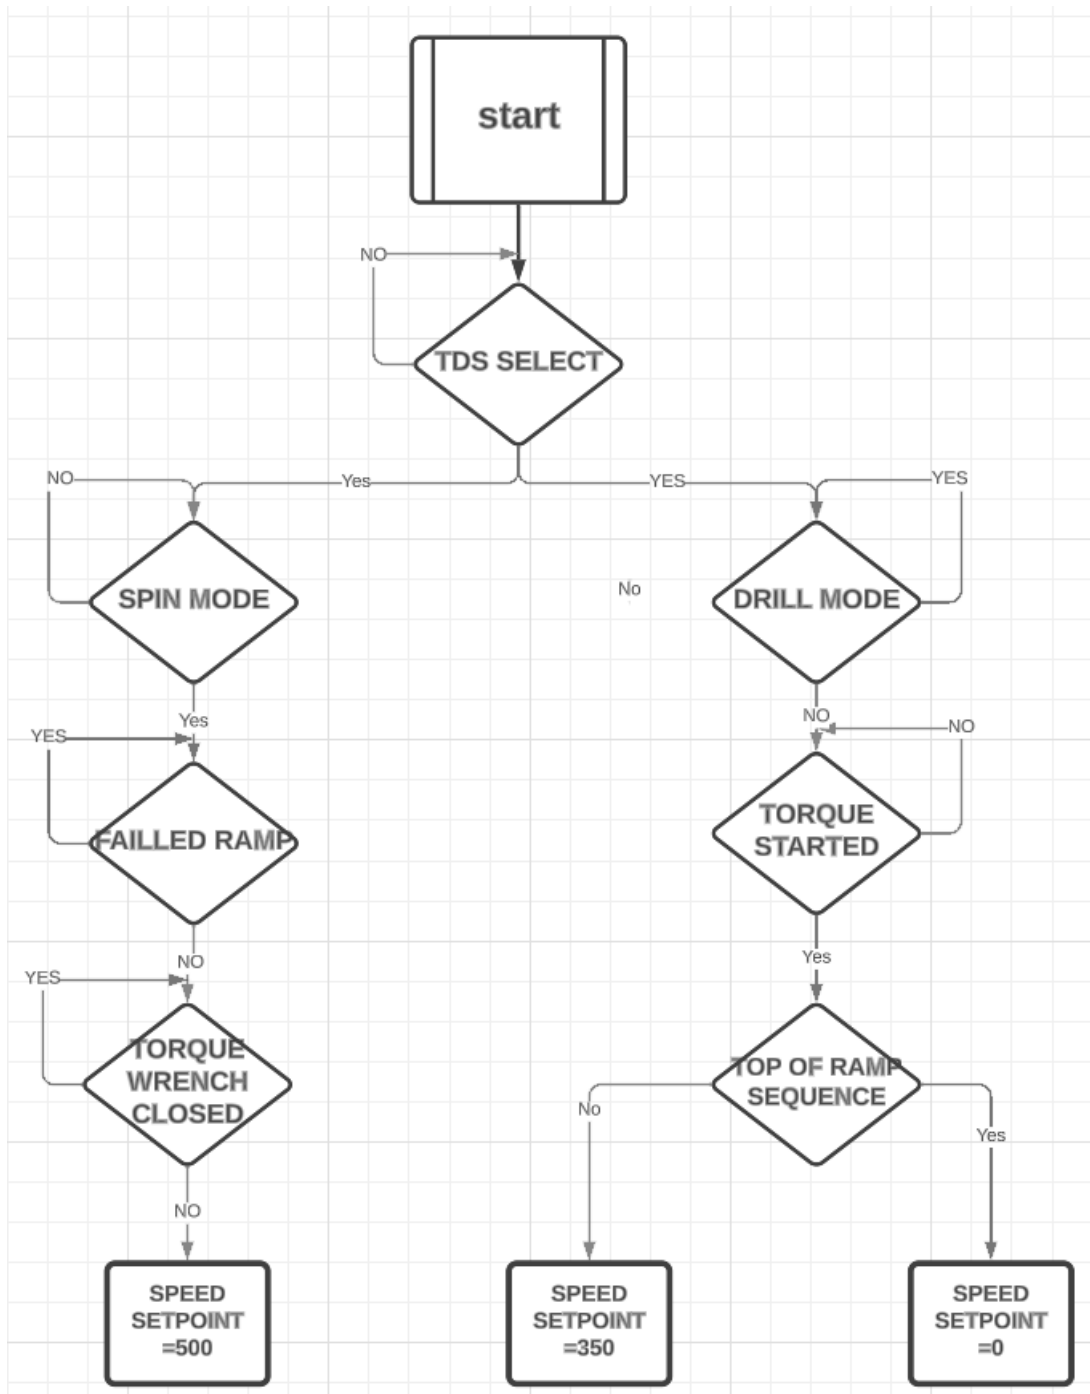 start
NO
TDS SELECT
NO
Yes
YES
YES
SPIN MODE
No
DRILL MODE
Yes
NO
YES
NO
FAILLED RAMP
TORQUE
STARTED
NO
YES
Yes
TORQUE
WRENCH
CLOSED
TOP OF RAMP
SEQUENCE
No
Yes
NO
SPEED
SETPOINT
=500
SPEED
SETPOINT
=350
SPEED
SETPOINT
=0